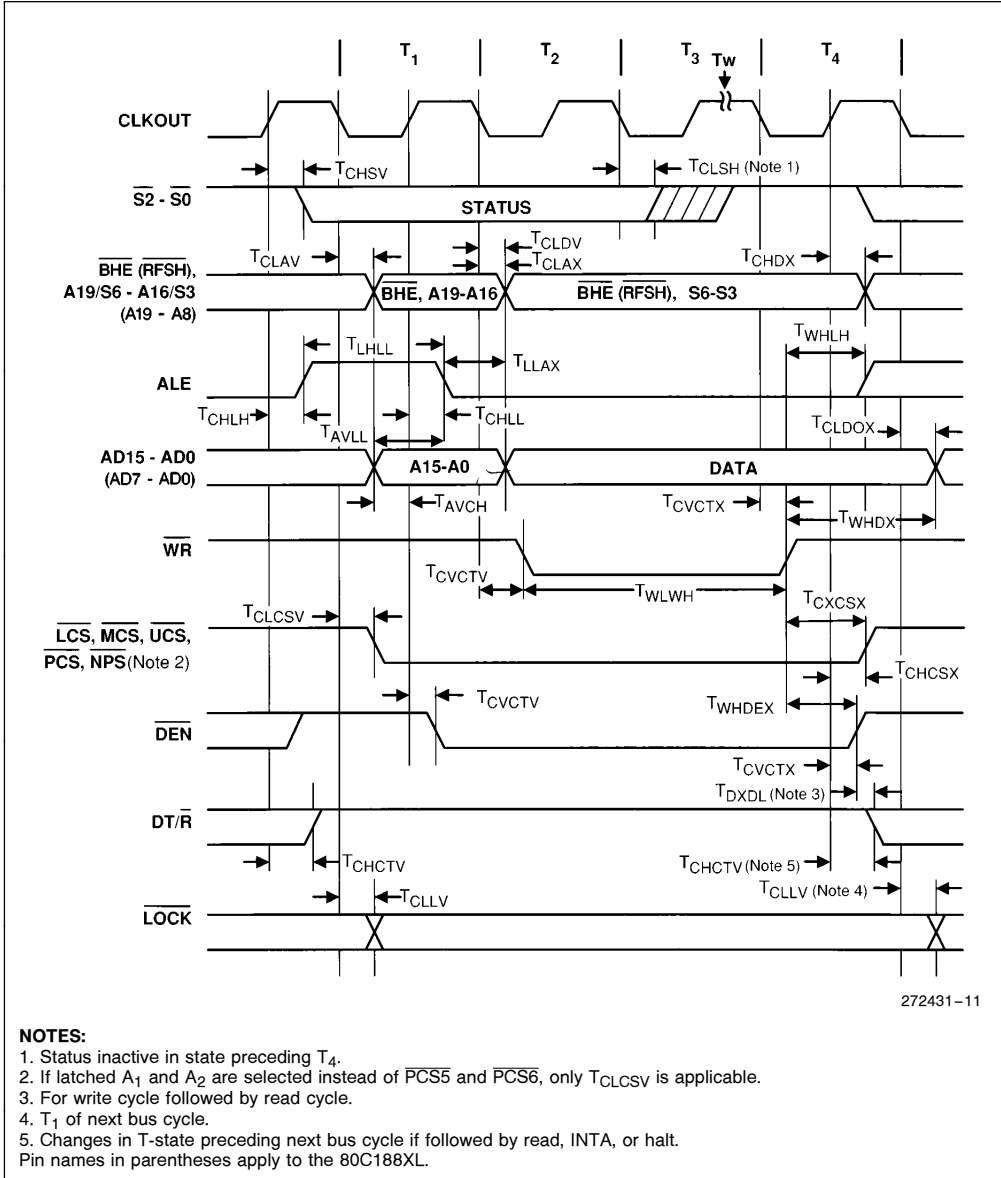 T1 T2 T3 Tw T4
CLKOUT
TCHSV
TCLSH (Note 1)
S2 - S0
STATUS
TCLAV
TCLDV
TCLAX
TCHDX
BHE (RFSH),
A19/S6 - A16/S3
(A19 - A8)
BHE, A19-A16
BHE (RFSH), S6-S3
TLHLL
TLLAX
TWHLH
ALE
TCHLH
TCHLL
TAVLL
TCLDOX
AD15 - AD0
(AD7 - AD0)
A15-A0
DATA
TAVCH
TCVCTX
TWHDX
WR
TCVCTV
TWLWH
TCLCSV
TCXCSX
LCS, MCS, UCS,
PCS, NPS (Note 2)
TCHCSX
TCVCTV
TWHDEX
DEN
TCVCTX
TDXDL (Note 3)
DT/R
TCHCTV
TCHCTV (Note 5)
TCLLV
TCLLV (Note 4)
LOCK
272431-11
NOTES:
1. Status inactive in state preceding T4.
2. If latched A1 and A2 are selected instead of PCS5 and PCS6, only TCLCSV is applicable.
3. For write cycle followed by read cycle.
4. T1 of next bus cycle.
5. Changes in T-state preceding next bus cycle if followed by read, INTA, or halt.
Pin names in parentheses apply to the 80C188XL.